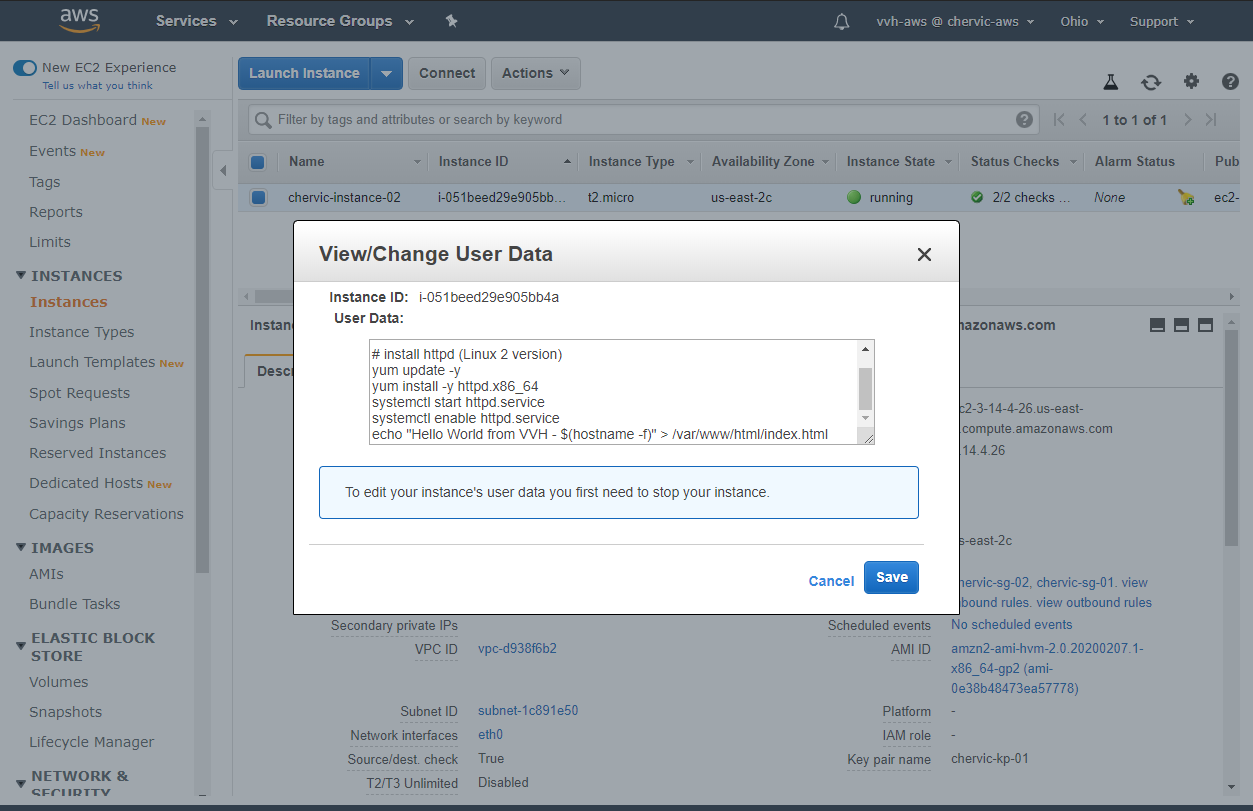 aws Services Resource Groups vvh-aws @ chervic-aws Ohio Support
New EC2 Experience
Tell us what you think
EC2 Dashboard New
Events New
Tags
Reports
Limits
INSTANCES
Instances
Instance Types
Launch Templates New
Spot Requests
Savings Plans
Reserved Instances
Dedicated Hosts New
Capacity Reservations
IMAGES
AMIs
Bundle Tasks
ELASTIC BLOCK
STORE
Volumes
Snapshots
Lifecycle Manager
NETWORK &
SECURITY
Launch Instance Connect Actions
Filter by tags and attributes or search by keyword 1 to 1 of 1
Name Instance ID Instance Type Availability Zone Instance State Status Checks Alarm Status Pub
chervic-instance-02 i-051beed29e905bb... t2.micro us-east-2c running 2/2 checks ... None ec2-
View/Change User Data
Instance ID: i-051beed29e905bb4a
User Data:
# install httpd (Linux 2 version)
yum update -y
yum install -y httpd.x86_64
systemctl start httpd.service
systemctl enable httpd.service
echo "Hello World from VVH - $(hostname -f)" > /var/www/html/index.html
To edit your instance's user data you first need to stop your instance.
Cancel Save
Instan
nazonaws.com
Descr
c2-3-14-4-26.us-east-
.compute.amazonaws.com
.14.4.26
s-east-2c
hervic-sg-02, chervic-sg-01. view
bound rules. view outbound rules
Secondary private IPs Scheduled events No scheduled events
VPC ID vpc-d938f6b2 AMI ID amzn2-ami-hvm-2.0.20200207.1-
x86_64-gp2 (ami-
0e38b48473ea57778)
Subnet ID subnet-1c891e50 Platform -
Network interfaces eth0 IAM role -
Source/dest. check True Key pair name chervic-kp-01
T2/T3 Unlimited Disabled